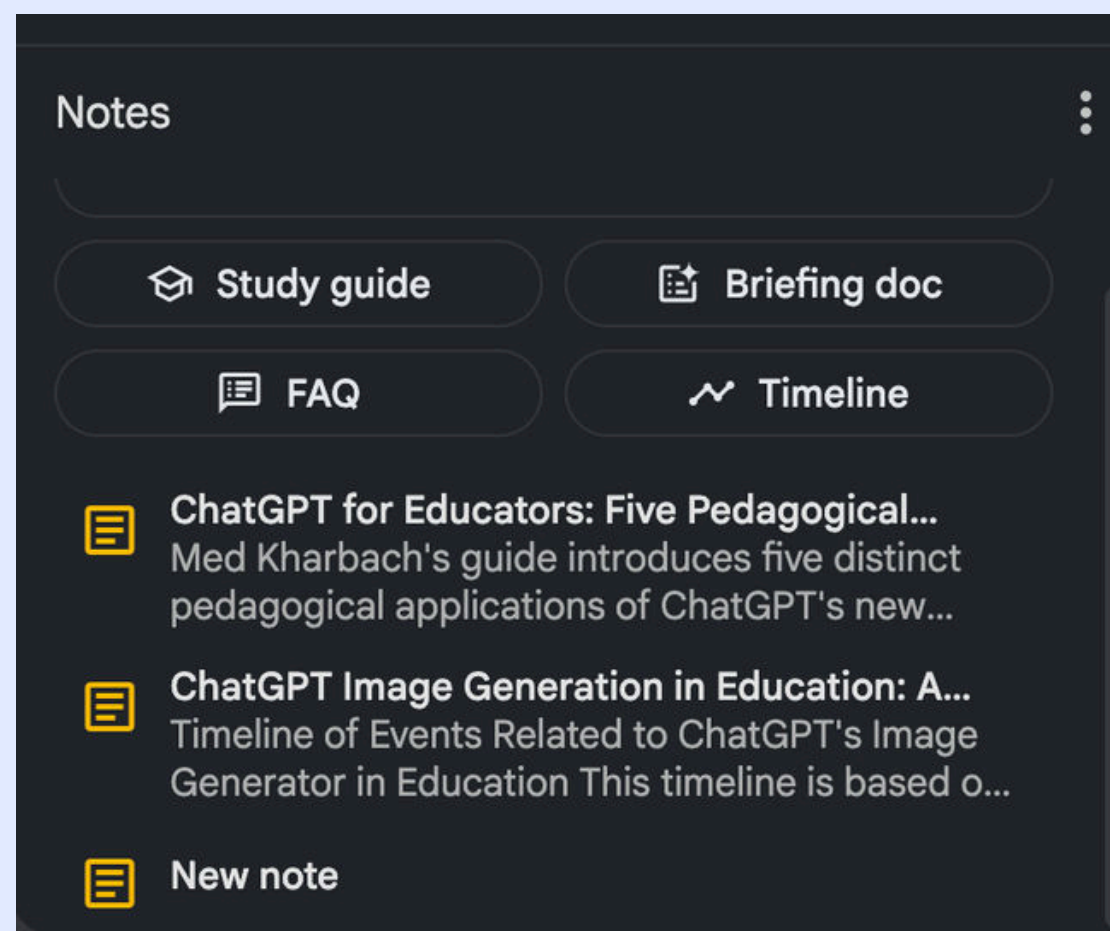 Notes
Study guide
Briefing doc
FAQ
Timeline
ChatGPT for Educators: Five Pedagogical...
Med Kharbach's guide introduces five distinct
pedagogical applications of ChatGPT's new...
ChatGPT Image Generation in Education: A...
Timeline of Events Related to ChatGPT's Image
Generator in Education This timeline is based o...
New note